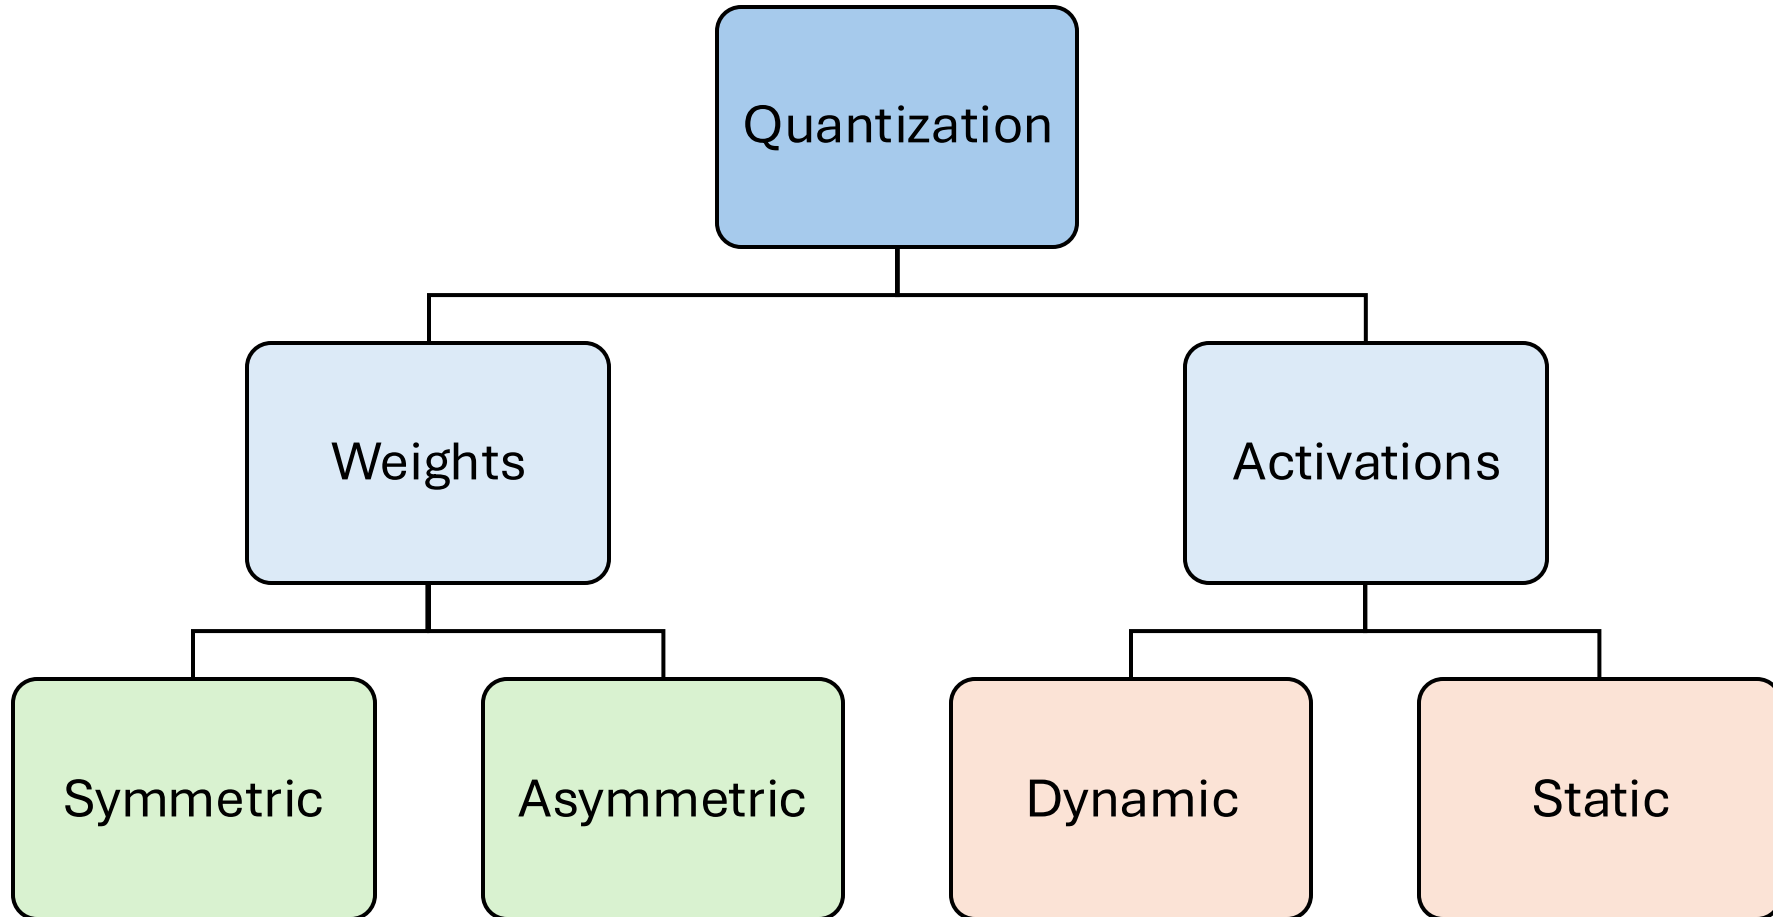 Quantization
Weights
Activations
Symmetric
Asymmetric
Dynamic
Static